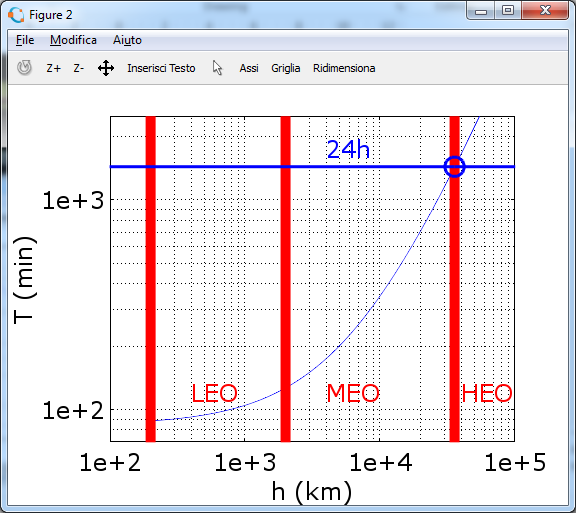 Figure 2
File Modifica Aiuto
Z+ Z- Inserisci Testo Assi Griglia Ridimensiona
24h
1e+3
T (min)
LEO MEO HEO
1e+2
1e+2 1e+3 1e+4 1e+5
h (km)